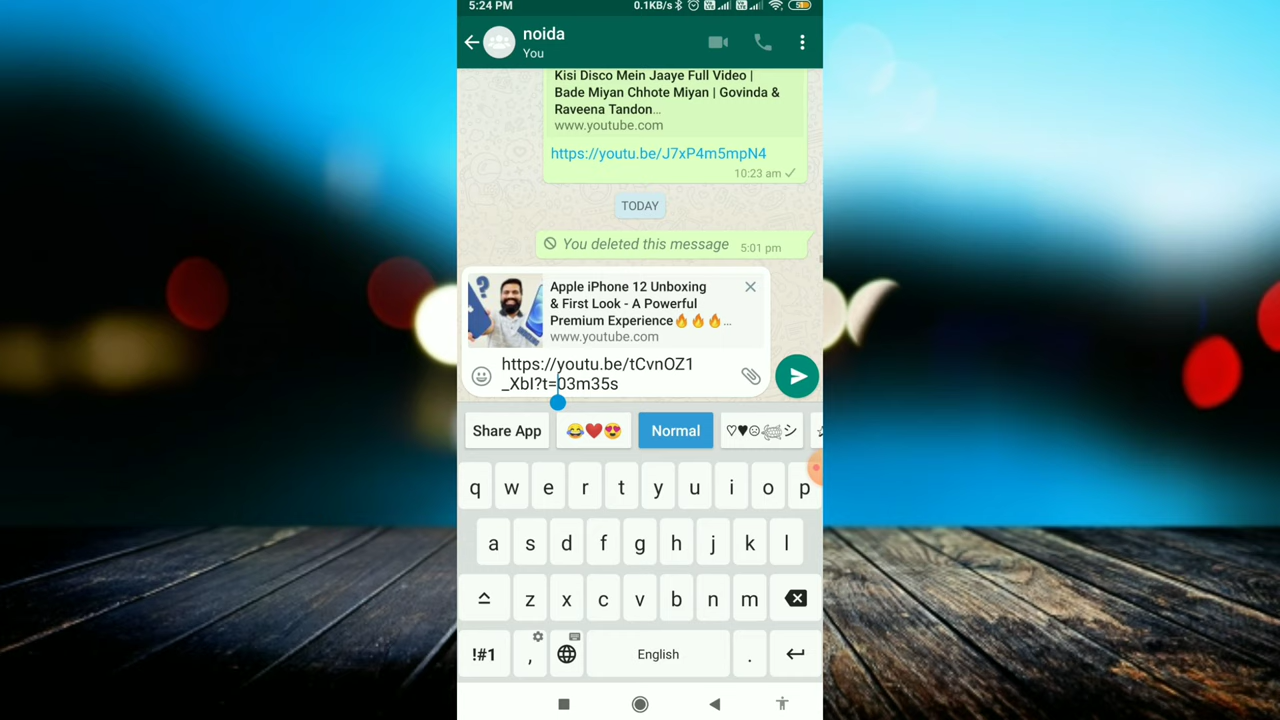 5:24 PM
0.1KB/s
noida
You
Kisi Disco Mein Jaaye Full Video |
Bade Miyan Chhote Miyan | Govinda &
Raveena Tandon…
www.youtube.com
https://youtu.be/J7xP4m5mpN4
10:23 am
TODAY
You deleted this message 5:01 pm
Apple iPhone 12 Unboxing
& First Look - A Powerful
Premium Experience🔥🔥🔥…
www.youtube.com
https://youtu.be/tCvnOZ1
_XbI?t=03m35s
Share App
😂❤️😍
Normal
q w e r t y u i o p
a s d f g h j k l
z x c v b n m
!#1 , English .